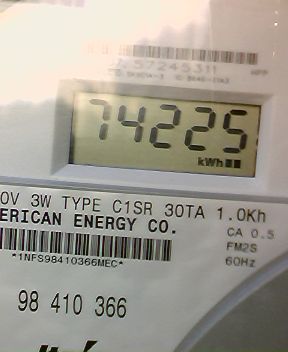 57245311
74225
kWh
0V 3W TYPE C1SR 30TA 1.0Kh
ERICAN ENERGY CO.
CA 0.5
FM2S
*1NFS98410366MEC*
60Hz
98 410 366